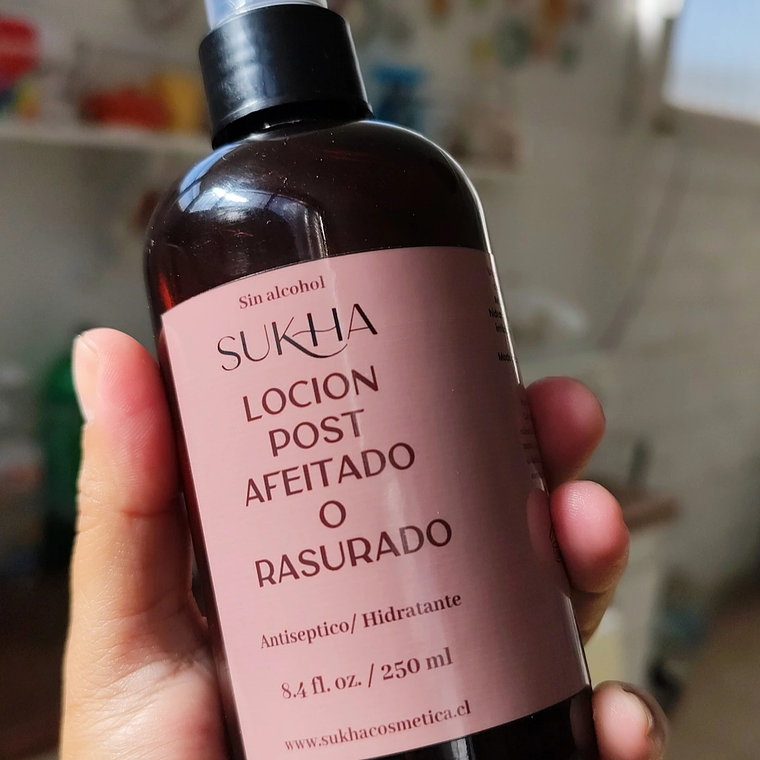 Sin alcohol
SUKHA
LOCION
POST
AFEITADO
O
RASURADO
Antiseptico/ Hidratante
8.4 fl. oz. / 250 ml
www.sukhacosmetica.cl